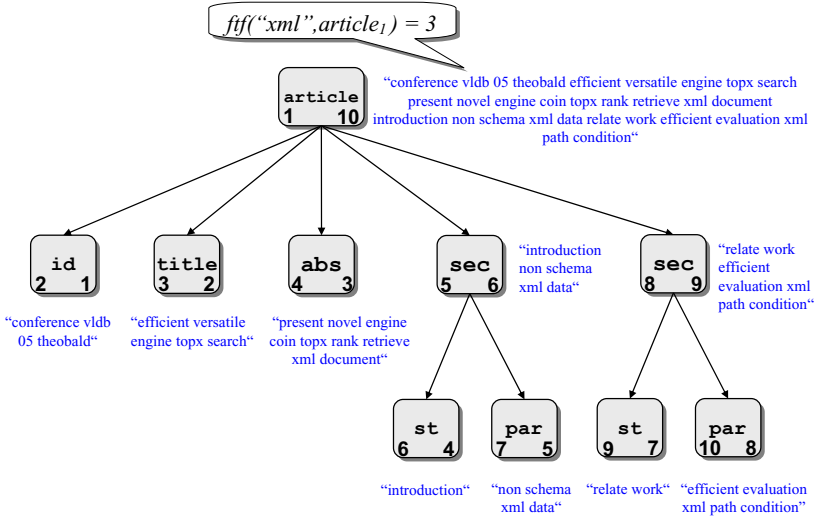 ftf(“xml”,article1) = 3
“conference vldb 05 theobald efficient versatile engine topx search
present novel engine coin topx rank retrieve xml document
introduction non schema xml data relate work efficient evaluation xml
path condition“
article
1 10
id
2 1
title
3 2
abs
4 3
sec
5 6
“introduction
non schema
xml data“
sec
8 9
“relate work
efficient
evaluation xml
path condition“
“conference vldb
05 theobald“
“efficient versatile
engine topx search“
“present novel engine
coin topx rank retrieve
xml document“
st
6 4
par
7 5
st
9 7
par
10 8
“introduction“
“non schema
xml data“
“relate work“
“efficient evaluation
xml path condition”